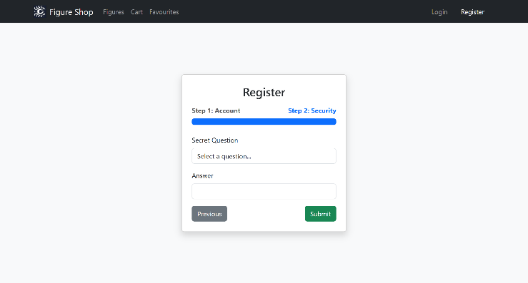 Figure Shop Figures Cart Favourites Login Register
Register
Step 1: Account Step 2: Security
Secret Question
Select a question...
Answer
Previous Submit